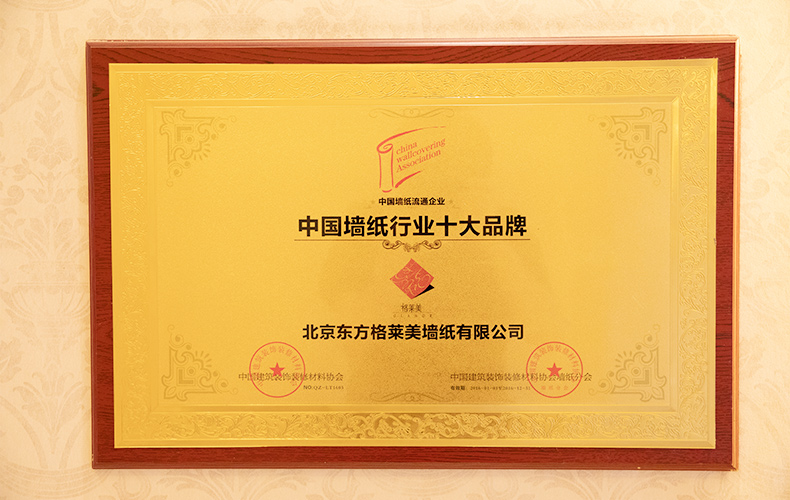 china
wallcovering
Association
中国墙纸流通企业
中国墙纸行业十大品牌
格莱美
北京东方格莱美墙纸有限公司
中国建筑装饰装修材料协会
中国建筑装饰装修材料协会墙纸分会